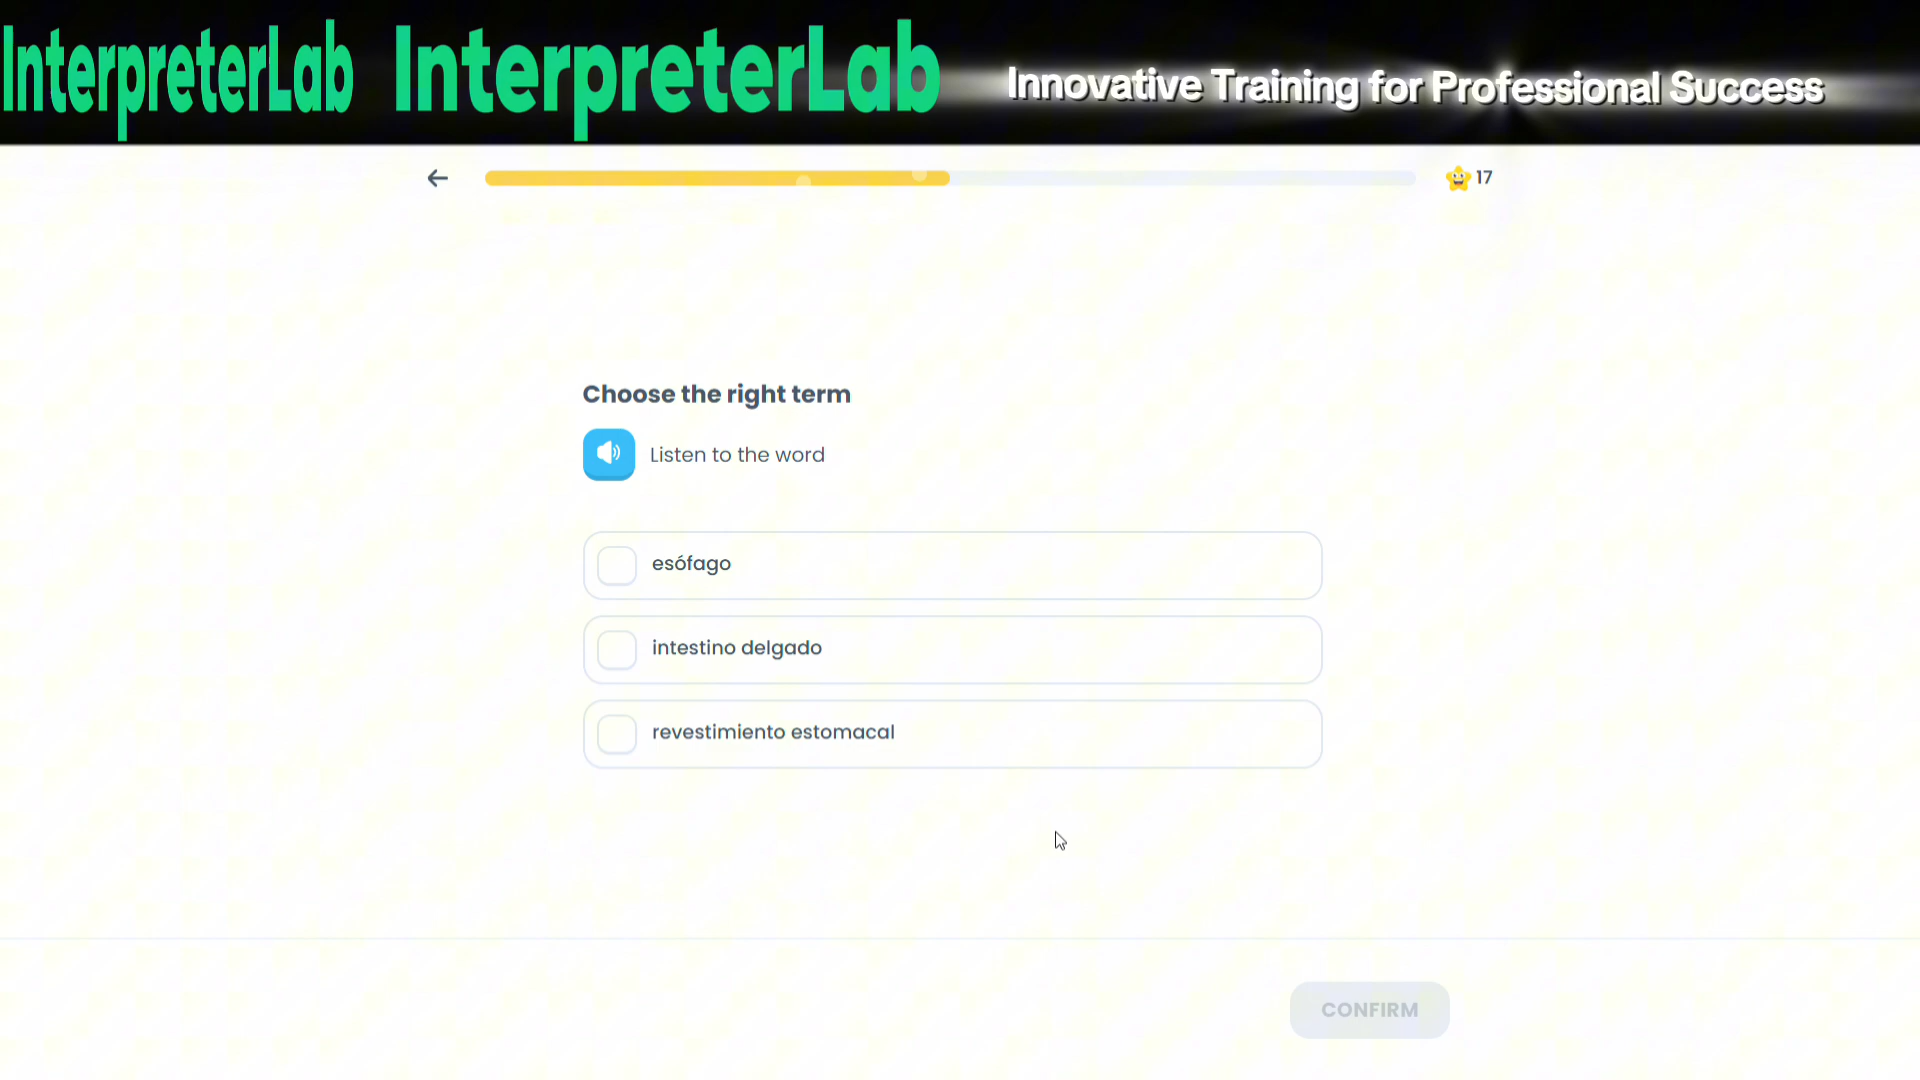 InterpreterLab InterpreterLab Innovative Training for Professional Success
17
Choose the right term
Listen to the word
esófago
intestino delgado
revestimiento estomacal
CONFIRM